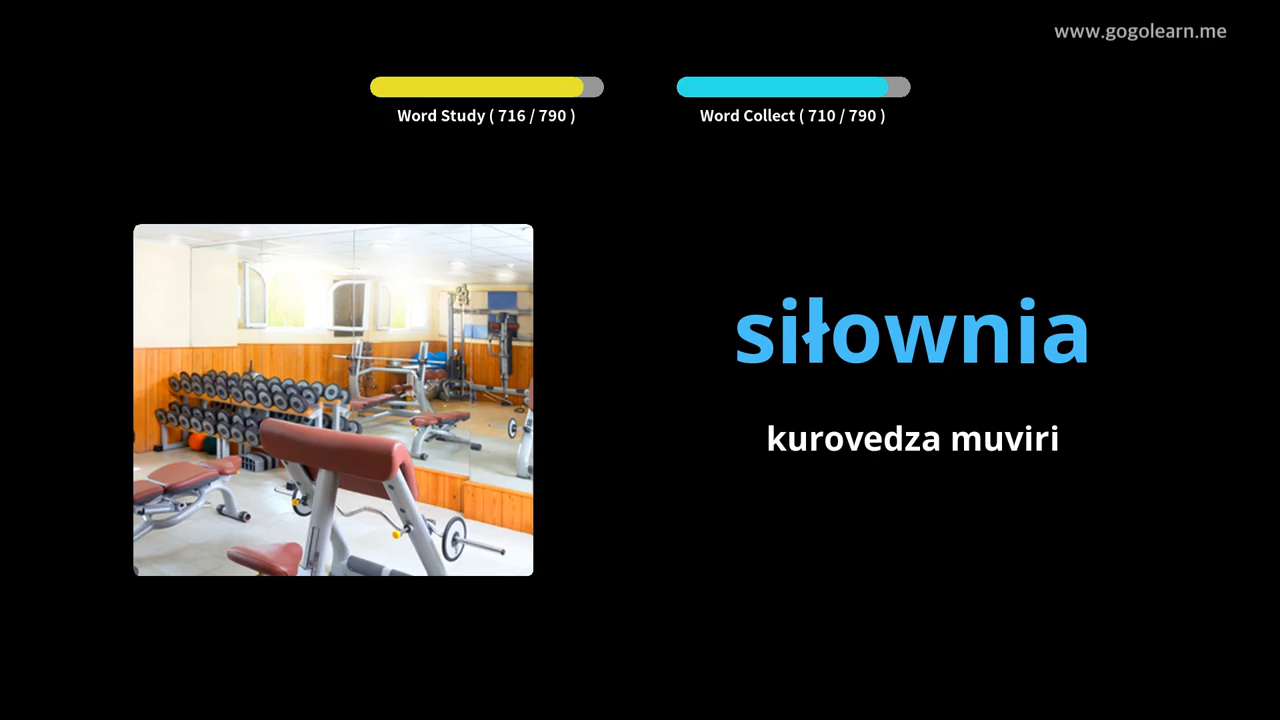 www.gogolearn.me
Word Study ( 716 / 790 )
Word Collect ( 710 / 790 )
siłownia
kurovedza muviri